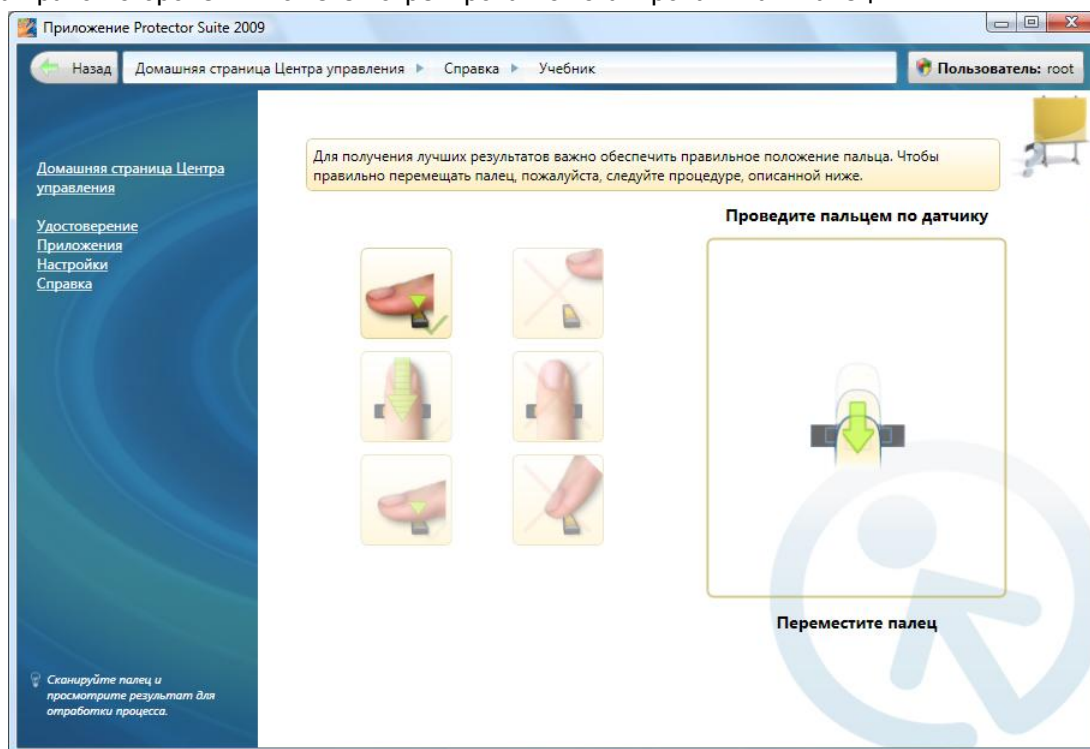 Приложение Protector Suite 2009
Назад
Домашняя страница Центра управления
Справка
Учебник
Пользователь: root
Домашняя страница Центра
управления
Удостоверение
Приложения
Настройки
Справка
Для получения лучших результатов важно обеспечить правильное положение пальца. Чтобы
правильно перемещать палец, пожалуйста, следуйте процедуре, описанной ниже.
Проведите пальцем по датчику
Переместите палец
Сканируйте палец и
просмотрите результат для
отработки процесса.